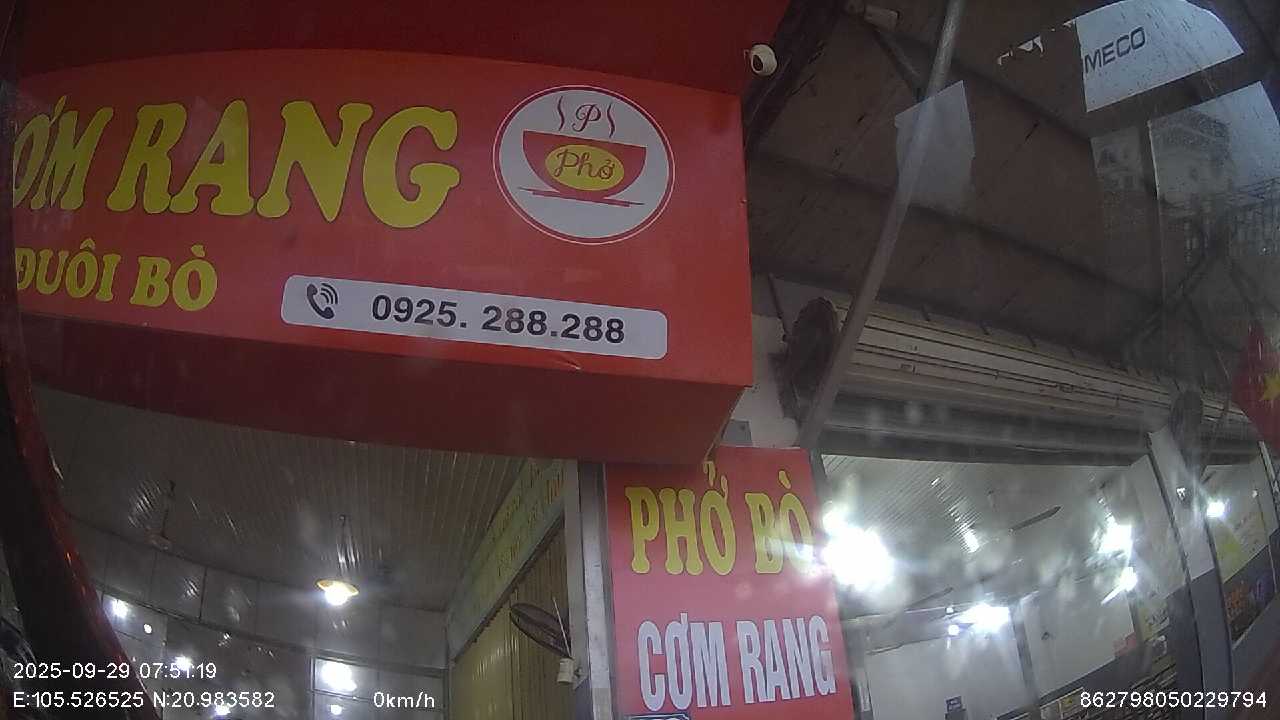 CƠM RANG
ĐUÔI BÒ
P
Phở
0925. 288.288
MECO
PHỞ BÒ
CƠM RANG
2025-09-29 07:51:19
E:105.526525 N:20.983582
0km/h
862798050229794